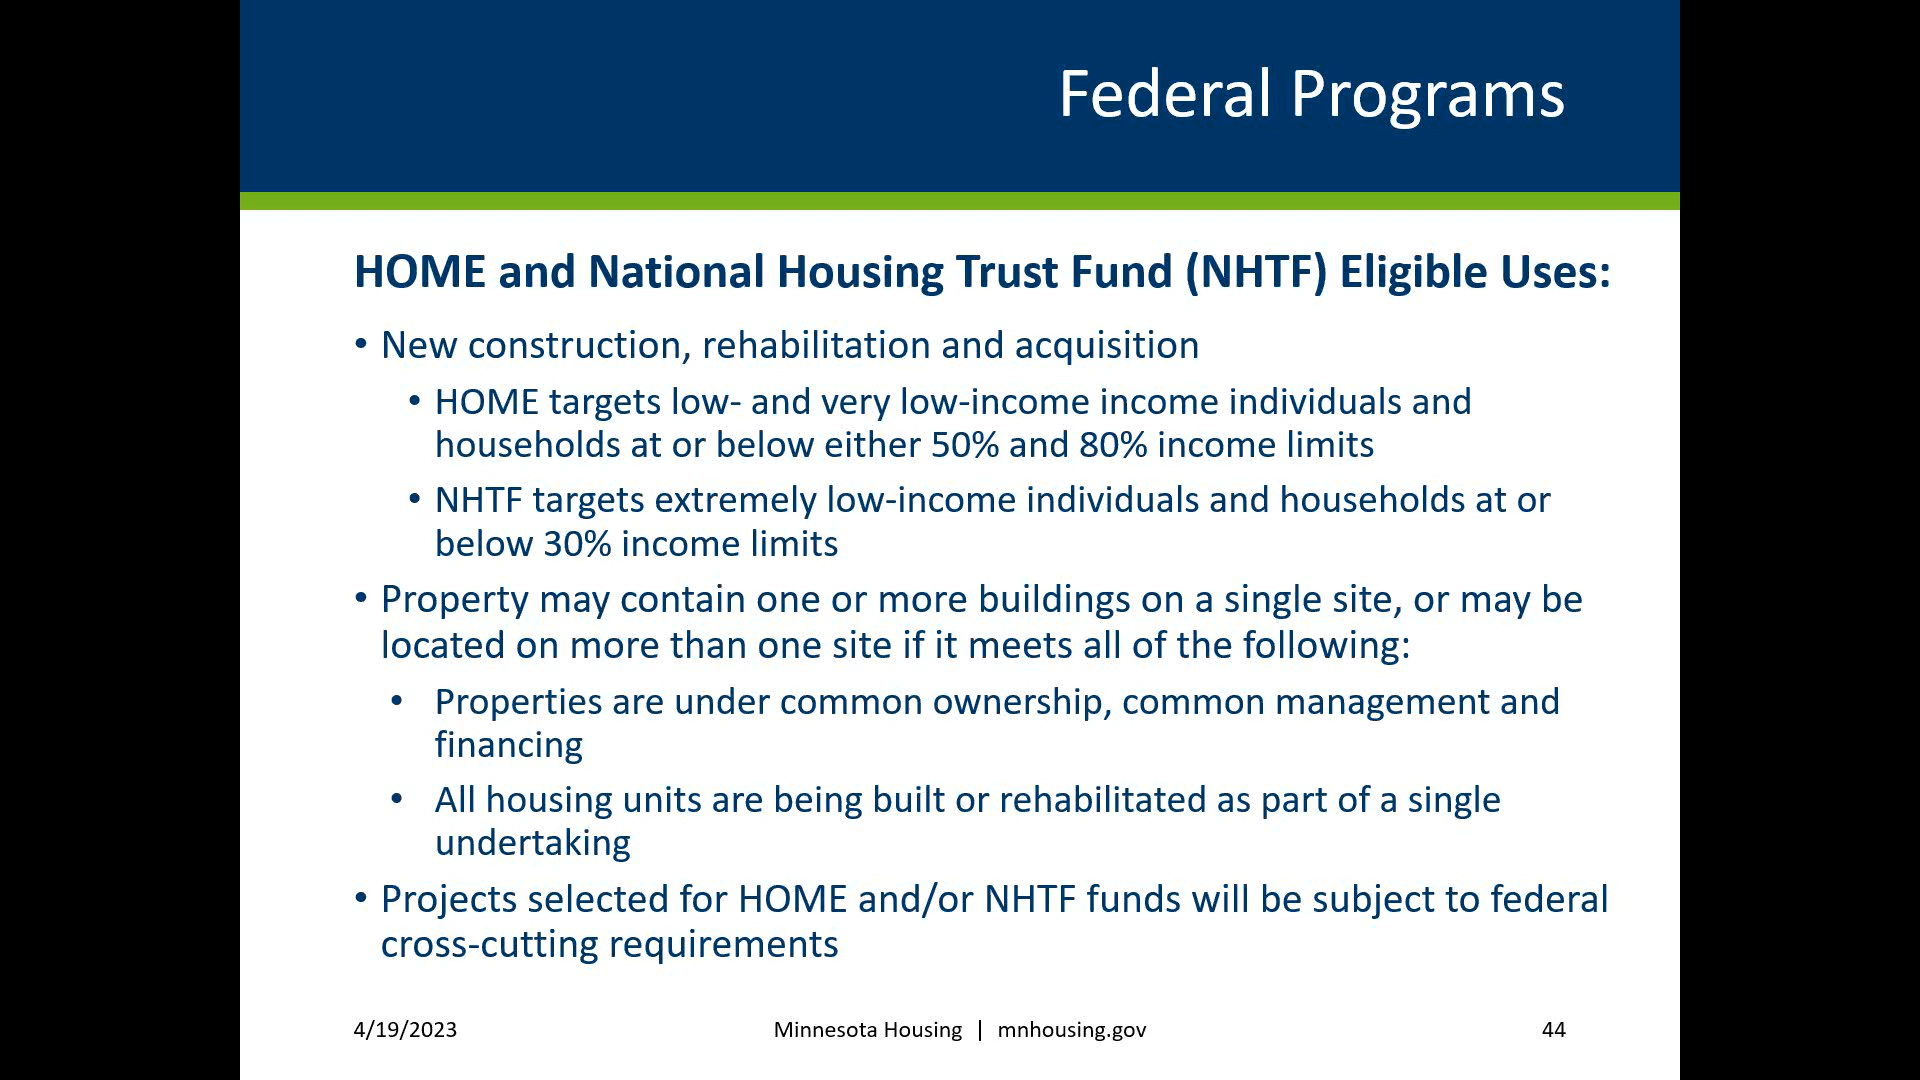 Federal Programs
HOME and National Housing Trust Fund (NHTF) Eligible Uses:
• New construction, rehabilitation and acquisition
• HOME targets low- and very low-income income individuals and
households at or below either 50% and 80% income limits
• NHTF targets extremely low-income individuals and households at or
below 30% income limits
• Property may contain one or more buildings on a single site, or may be
located on more than one site if it meets all of the following:
• Properties are under common ownership, common management and
financing
• All housing units are being built or rehabilitated as part of a single
undertaking
• Projects selected for HOME and/or NHTF funds will be subject to federal
cross-cutting requirements
4/19/2023 Minnesota Housing | mnhousing.gov 44